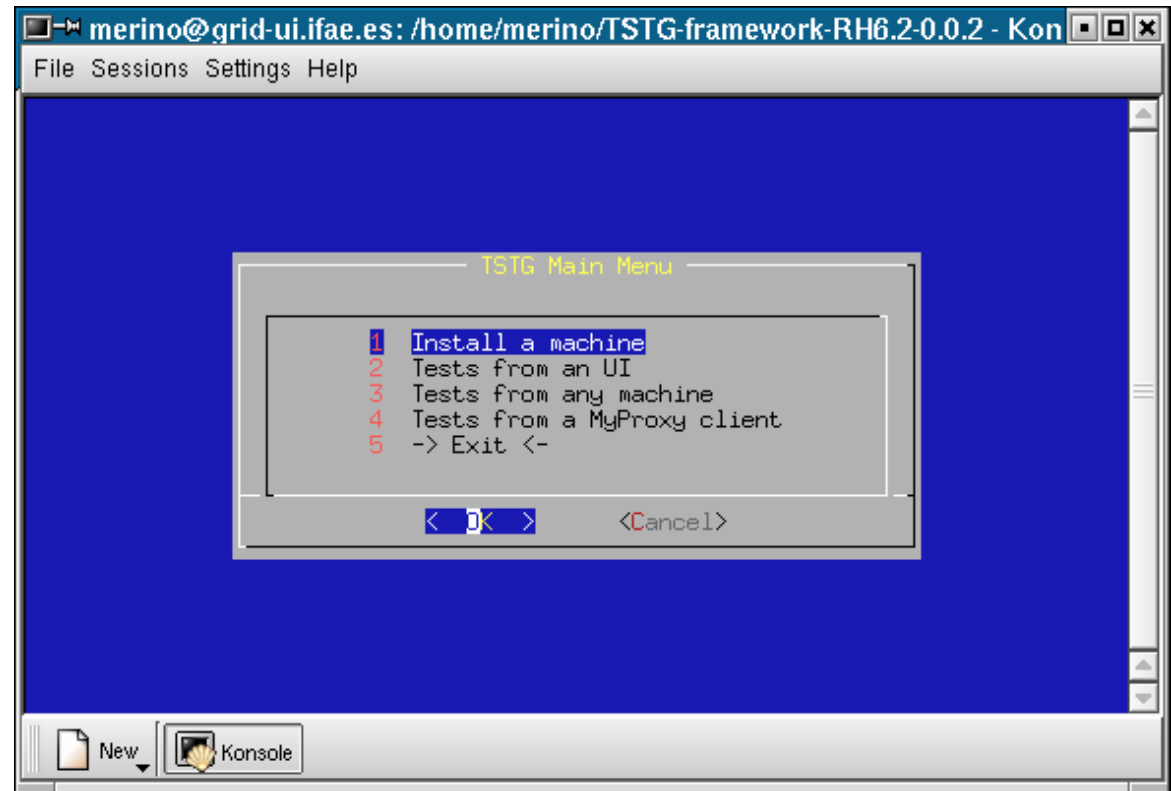 merino@grid-ui.ifae.es: /home/merino/TSTG-framework-RH6.2-0.0.2 - Kon
File Sessions Settings Help
TSTG Main Menu
1 Install a machine
2 Tests from an UI
3 Tests from any machine
4 Tests from a MyProxy client
5 -> Exit <-
< OK > <Cancel>
New Konsole